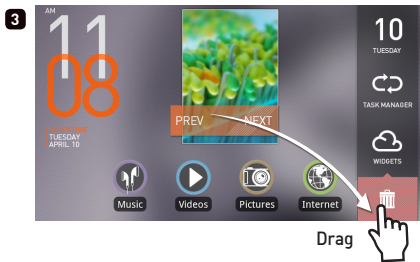 3
AM
11
08
TUESDAY
APRIL 10
PREV NEXT
Music
Videos
Pictures
Internet
10
TUESDAY
TASK MANAGER
WIDGETS
Drag